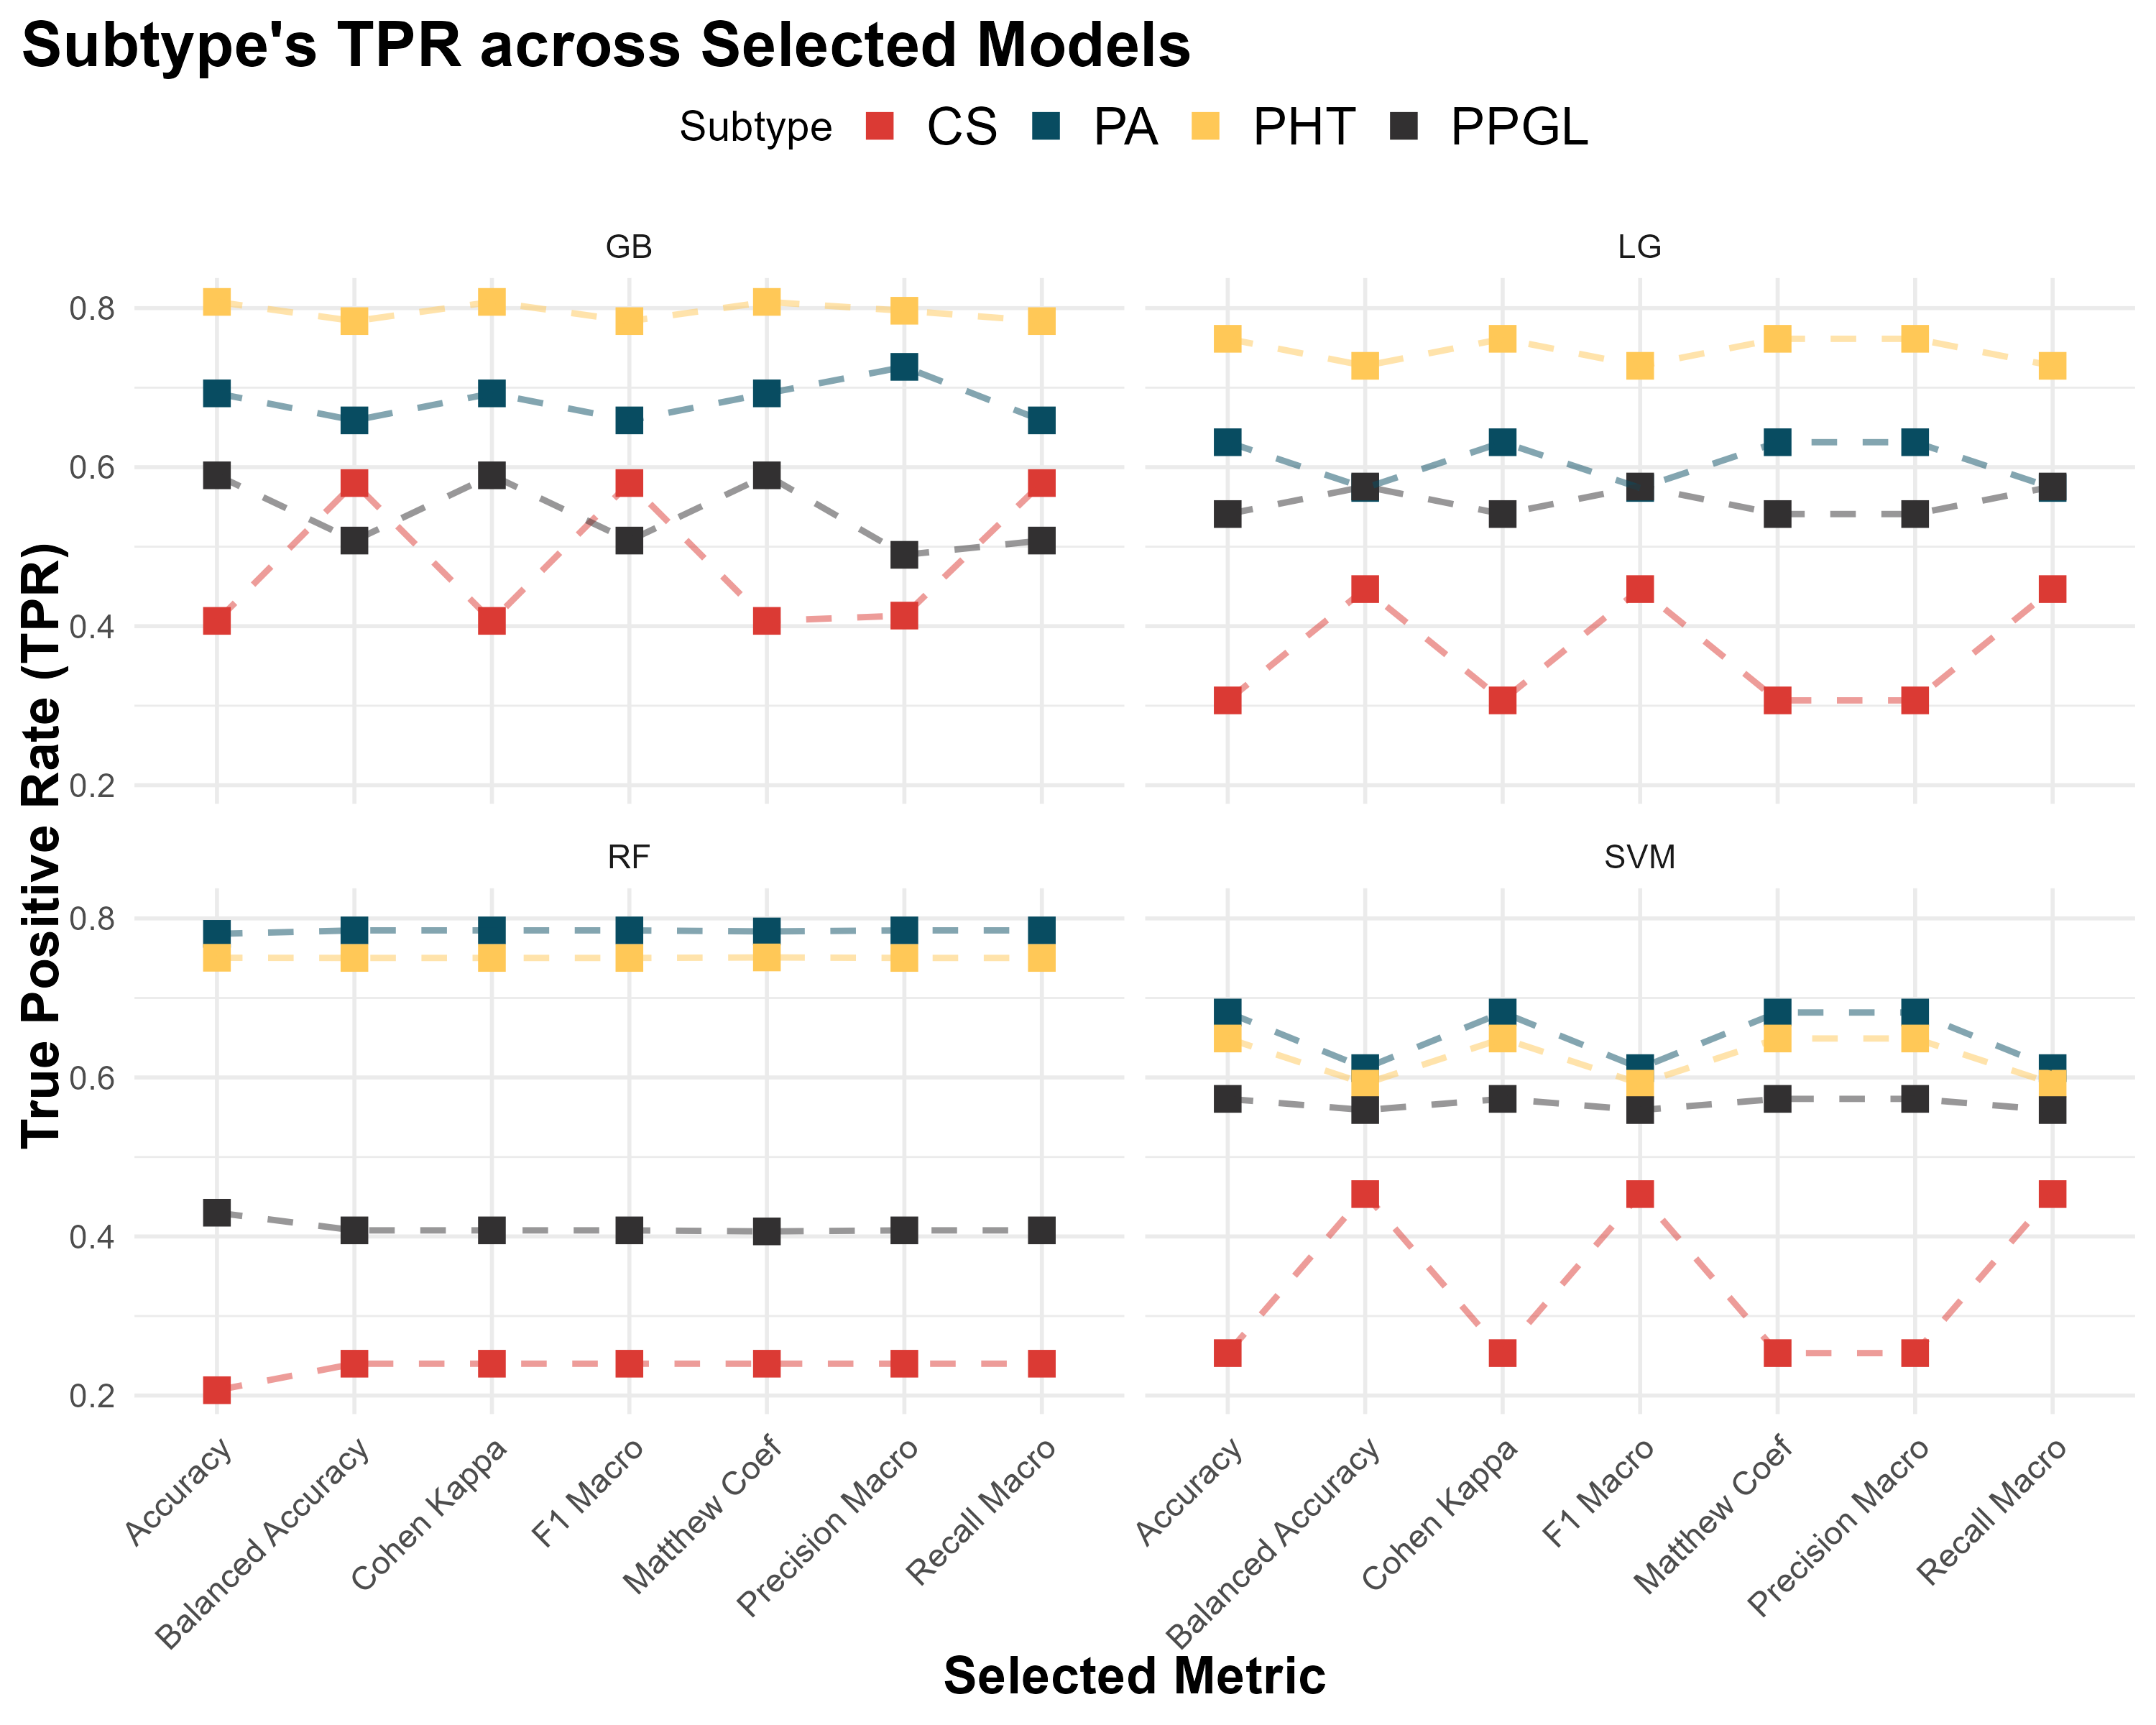 Subtype's TPR across Selected Models
Subtype CS PA PHT PPGL
GB LG
0.8
0.6
0.4
0.2
RF SVM
0.8
0.6
0.4
0.2
True Positive Rate (TPR)
Accuracy Balanced Accuracy Cohen Kappa F1 Macro Matthew Coef Precision Macro Recall Macro Accuracy Balanced Accuracy Cohen Kappa F1 Macro Matthew Coef Precision Macro Recall Macro
Selected Metric